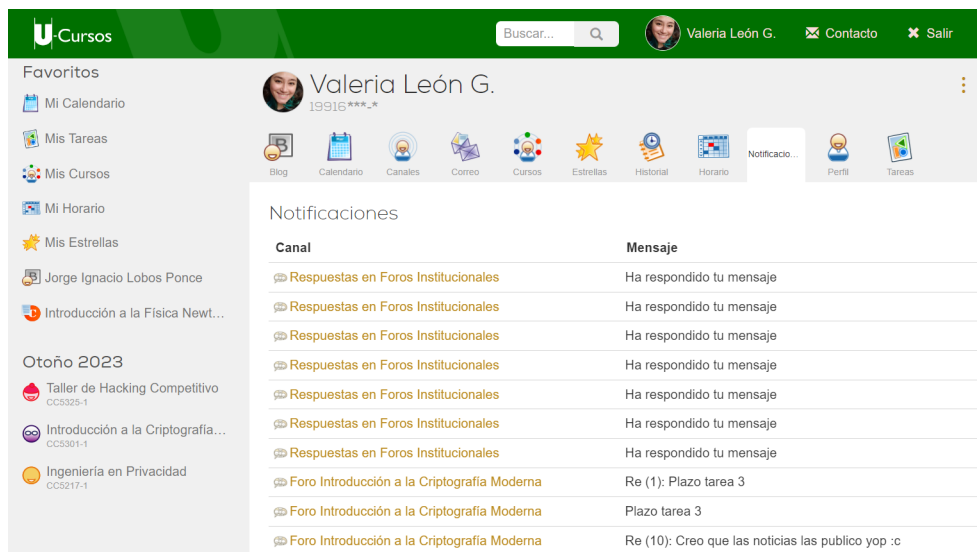 U-Cursos
Buscar...
Valeria León G.
Contacto
Salir
Favoritos
Mi Calendario
Mis Tareas
Mis Cursos
Mi Horario
Mis Estrellas
Jorge Ignacio Lobos Ponce
Introducción a la Física Newt...
Otoño 2023
Taller de Hacking Competitivo
CC5325-1
Introducción a la Criptografía...
CC5301-1
Ingeniería en Privacidad
CC5217-1
Valeria León G.
19916***-*
Blog
Calendario
Canales
Correo
Cursos
Estrellas
Historial
Horario
Notificacio...
Perfil
Tareas
Notificaciones
Canal Mensaje
Respuestas en Foros Institucionales Ha respondido tu mensaje
Respuestas en Foros Institucionales Ha respondido tu mensaje
Respuestas en Foros Institucionales Ha respondido tu mensaje
Respuestas en Foros Institucionales Ha respondido tu mensaje
Respuestas en Foros Institucionales Ha respondido tu mensaje
Respuestas en Foros Institucionales Ha respondido tu mensaje
Respuestas en Foros Institucionales Ha respondido tu mensaje
Foro Introducción a la Criptografía Moderna Re (1): Plazo tarea 3
Foro Introducción a la Criptografía Moderna Plazo tarea 3
Foro Introducción a la Criptografía Moderna Re (10): Creo que las noticias las publico yop :c